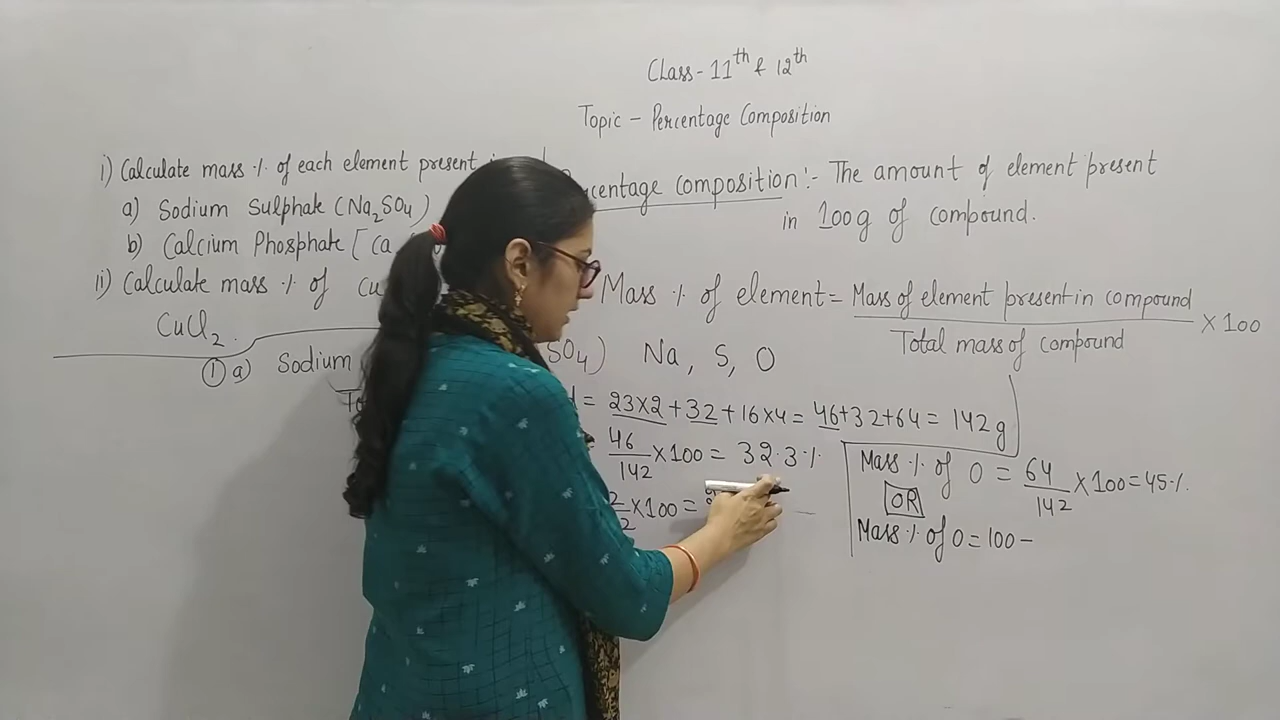 Class - 11th & 12th
Topic - Percentage Composition
i) Calculate mass % of each element present
a) Sodium Sulphate (Na2SO4)
b) Calcium Phosphate [Ca
ii) Calculate mass % of Cu
CuCl2.
centage Composition :- The amount of element present
in 100g of compound.
Mass % of element = Mass of element present in compound / Total mass of compound × 100
① a) Sodium SO4) Na, S, O
= 23×2 + 32 + 16×4 = 46+32+64 = 142g
46/142 ×100 = 32.3%
×100 =
Mass % of O = 64/142 ×100 = 45%.
OR
Mass % of O = 100 -